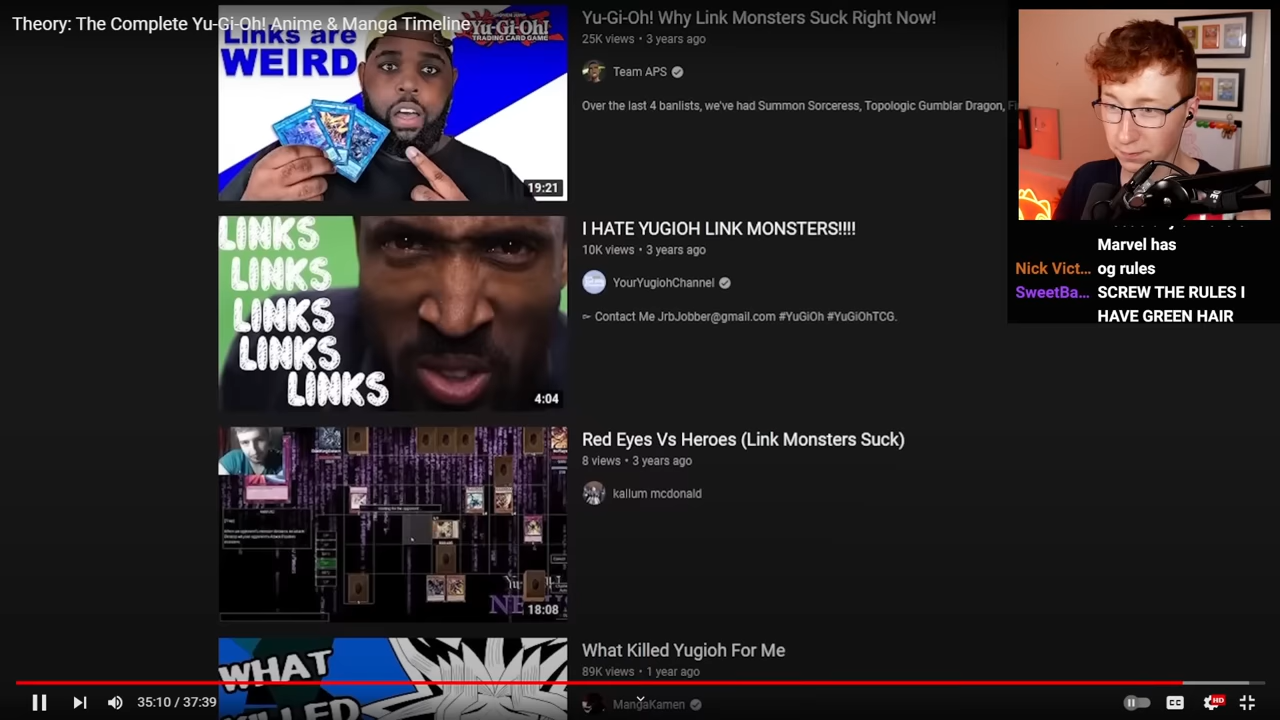 Theory: The Complete Yu-Gi-Oh! Anime & Manga Timeline
Links are
WEIRD
Yu-Gi-Oh!
TRADING CARD GAME
19:21
Yu-Gi-Oh! Why Link Monsters Suck Right Now!
25K views • 3 years ago
Team APS
Over the last 4 banlists, we've had Summon Sorceress, Topologic Gumblar Dragon,
LINKS
LINKS
LINKS
LINKS
LINKS
4:04
I HATE YUGIOH LINK MONSTERS!!!!
10K views • 3 years ago
YourYugiohChannel
➣ Contact Me JrbJobber@gmail.com #YuGiOh #YuGiOhTCG.
18:08
Red Eyes Vs Heroes (Link Monsters Suck)
8 views • 3 years ago
kallum mcdonald
WHAT
KILLED
What Killed Yugioh For Me
89K views • 1 year ago
MangaKamen
Marvel has
Nick Vict... og rules
SweetBa... SCREW THE RULES I
HAVE GREEN HAIR
35:10 / 37:39
CC
HD